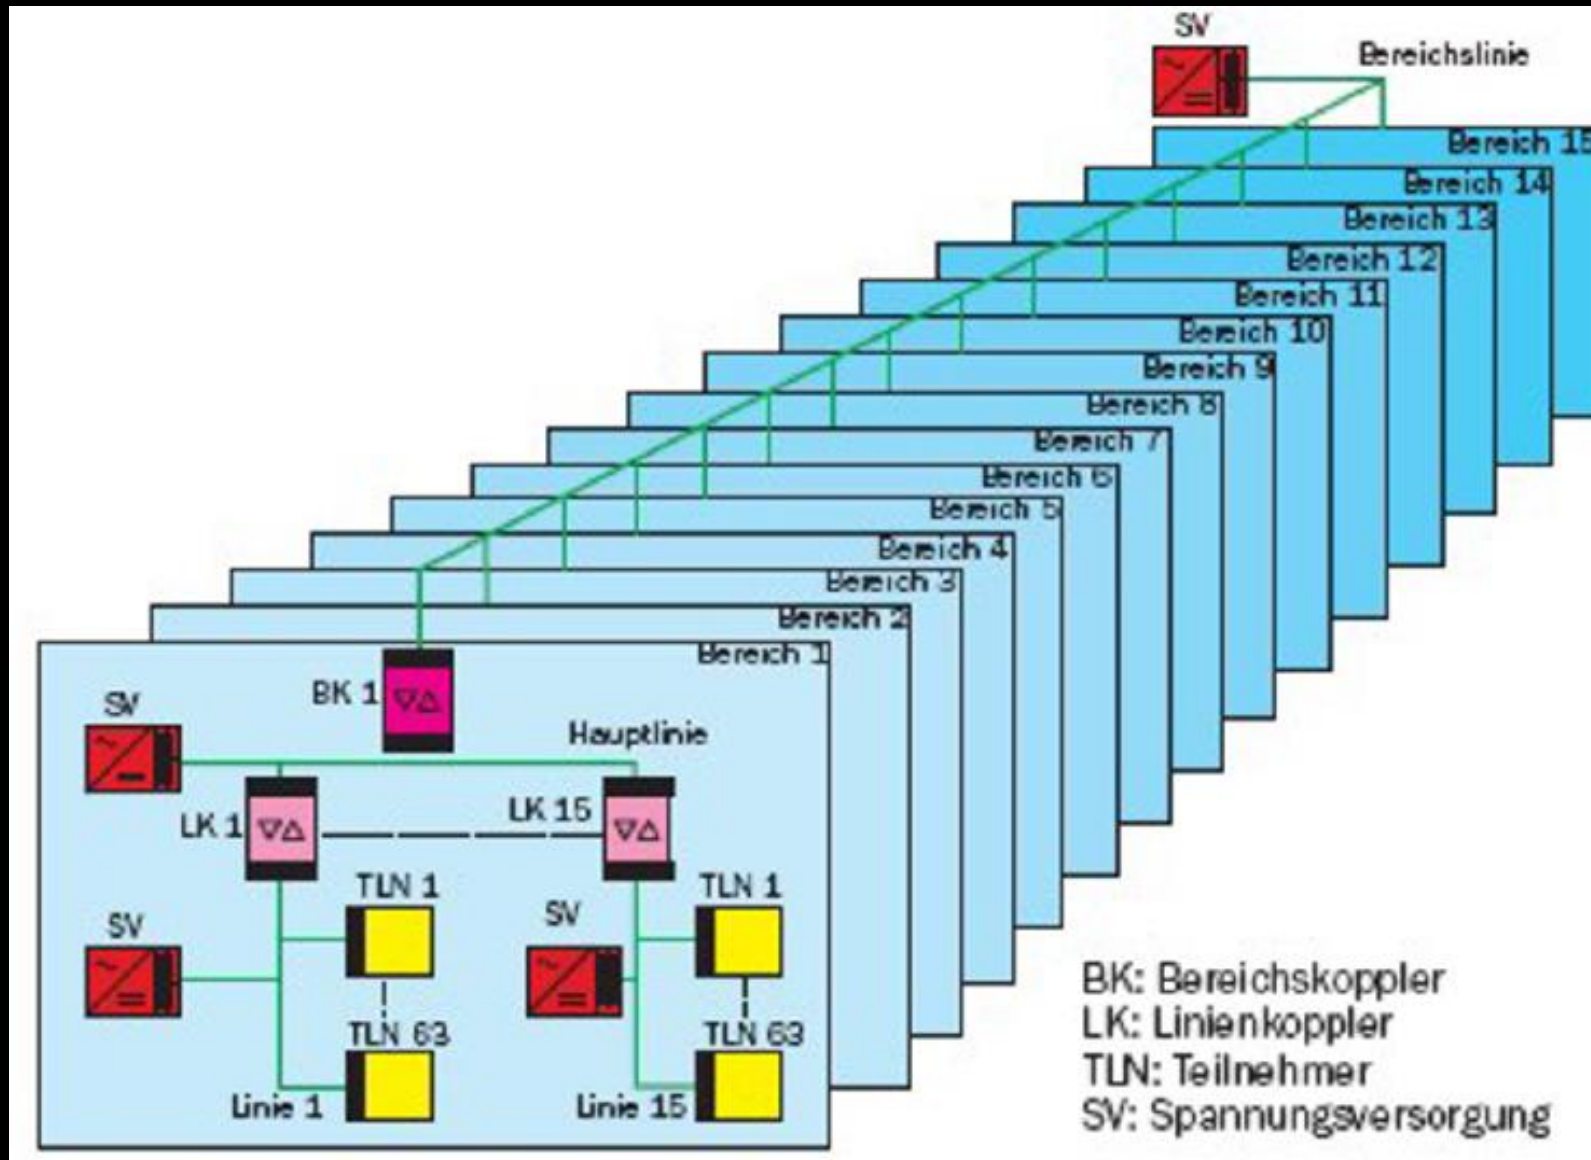 SV
Bereichslinie
Bereich 15
Bereich 14
Bereich 13
Bereich 12
Bereich 11
Bereich 10
Bereich 9
Bereich 8
Bereich 7
Bereich 6
Bereich 5
Bereich 4
Bereich 3
Bereich 2
Bereich 1
BK 1
SV
Hauptlinie
LK 1
LK 15
TLN 1
TLN 1
SV
SV
TLN 63
TLN 63
Linie 1
Linie 15
BK: Bereichskoppler
LK: Linienkoppler
TLN: Teilnehmer
SV: Spannungsversorgung